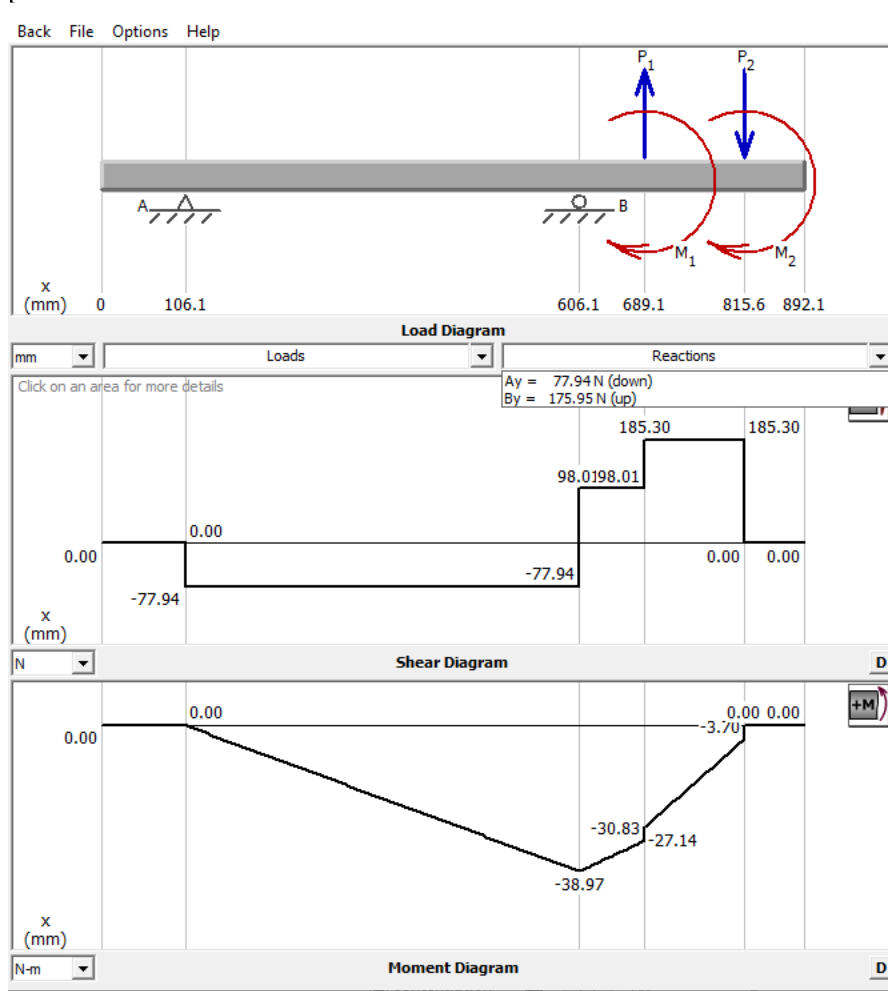 Back File Options Help
P1 P2
A B
M1 M2
x
(mm) 0 106.1 606.1 689.1 815.6 892.1
Load Diagram
mm Loads Reactions
Click on an area for more details
Ay = 77.94 N (down)
By = 175.95 N (up)
185.30 185.30
98.01 98.01
0.00
0.00 -77.94 0.00 0.00
-77.94
x
(mm)
N Shear Diagram D
0.00 0.00 0.00 +M
0.00 -3.70
-30.83 -27.14
-38.97
x
(mm)
N-m Moment Diagram D